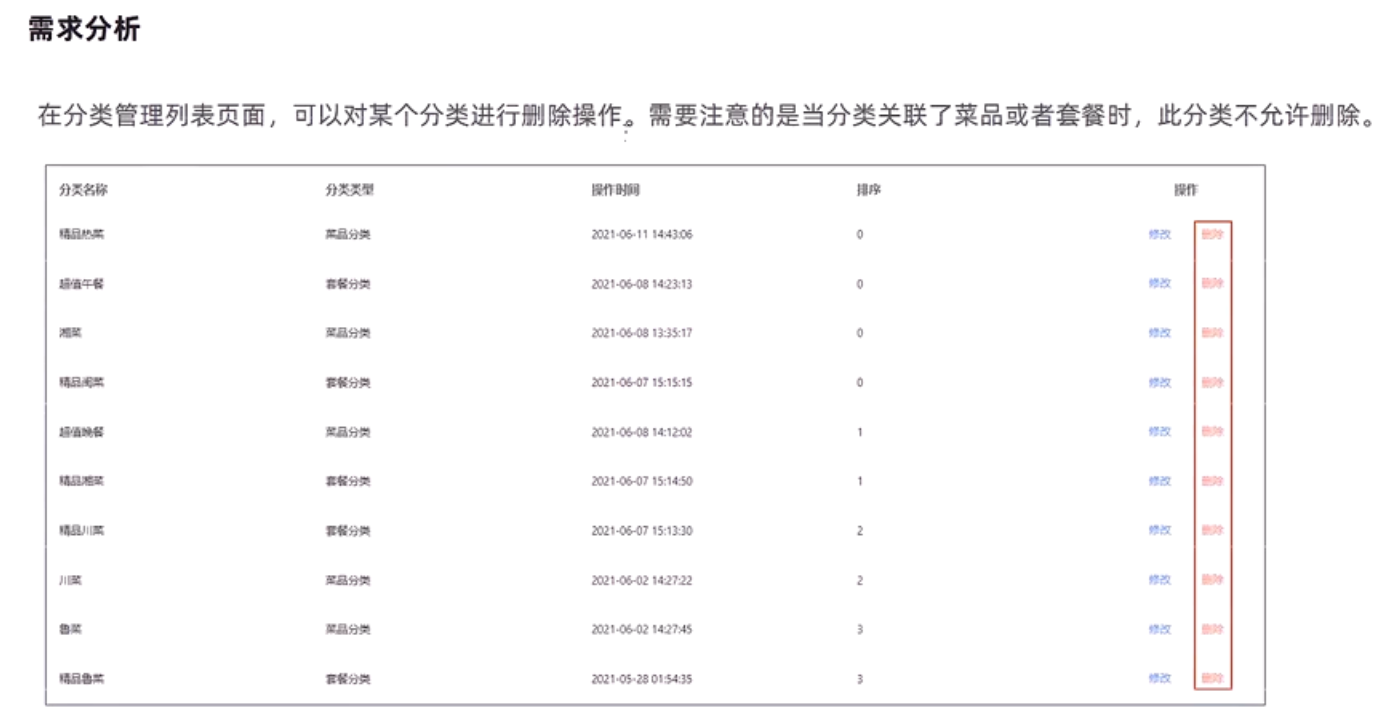 需求分析
在分类管理列表页面，可以对某个分类进行删除操作。需要注意的是当分类关联了菜品或者套餐时，此分类不允许删除。
分类名称 分类类型 操作时间 排序 操作
精品热菜 菜品分类 2021-06-11 14:43:06 0 修改 删除
超值午餐 套餐分类 2021-06-08 14:23:13 0 修改 删除
湘菜 菜品分类 2021-06-08 13:35:17 0 修改 删除
精品闽菜 套餐分类 2021-06-07 15:15:15 0 修改 删除
超值晚餐 菜品分类 2021-06-08 14:12:02 1 修改 删除
精品湘菜 套餐分类 2021-06-07 15:14:50 1 修改 删除
精品川菜 套餐分类 2021-06-07 15:13:30 2 修改 删除
川菜 菜品分类 2021-06-02 14:27:22 2 修改 删除
鲁菜 菜品分类 2021-06-02 14:27:45 3 修改 删除
精品鲁菜 套餐分类 2021-05-28 01:54:35 3 修改 删除